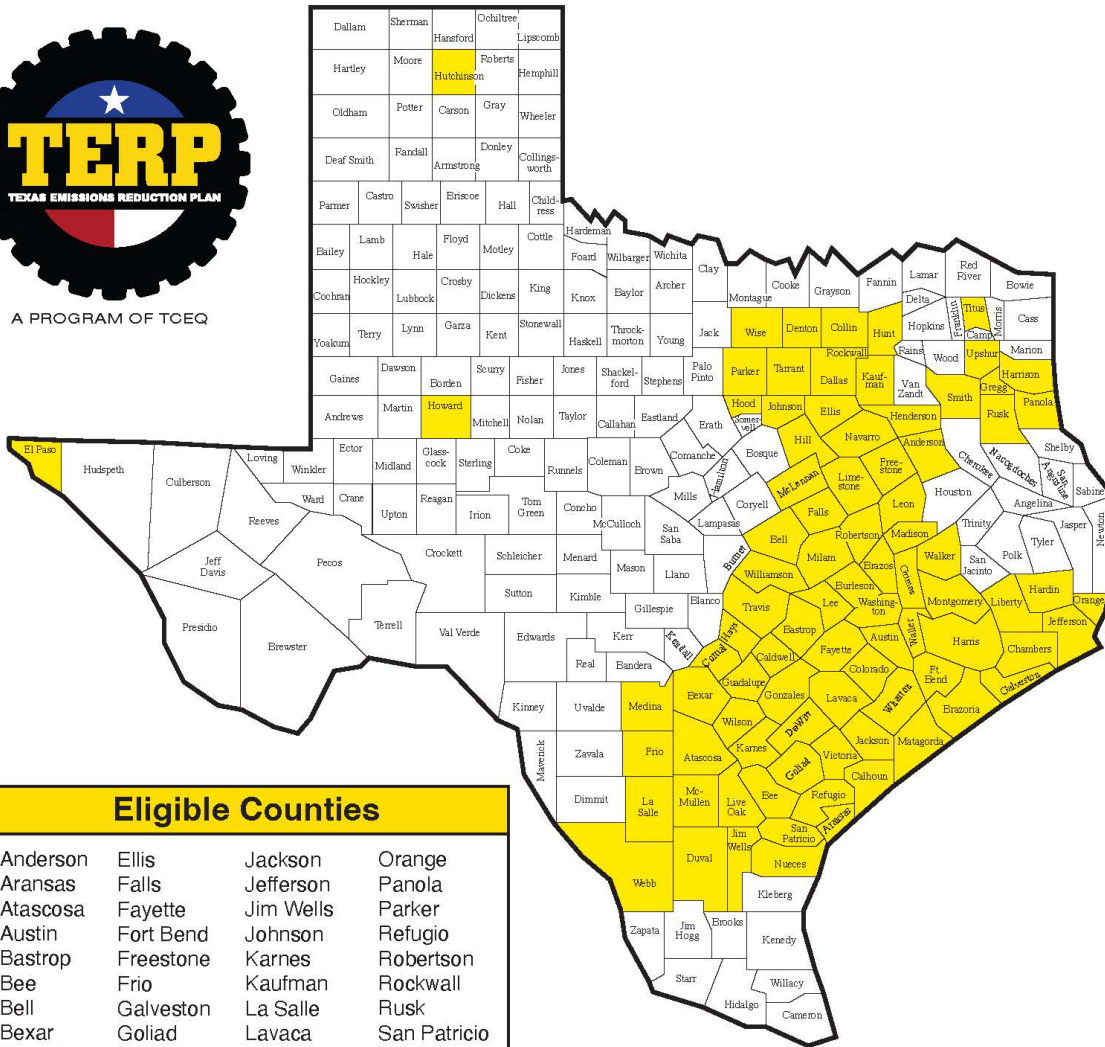 TERP
TEXAS EMISSIONS REDUCTION PLAN
A PROGRAM OF TCEQ
Dallam
Sherman
Hansford
Ochiltree
Lipscomb
Hartley
Moore
Hutchinson
Roberts
Hemphill
Oldham
Potter
Carson
Gray
Wheeler
Deaf Smith
Randall
Armstrong
Donley
Collings-
worth
Parmer
Castro
Swisher
Briscoe
Hall
Child-
ress
Bailey
Lamb
Hale
Floyd
Motley
Cottle
Hardeman
Foard
Wilbarger
Wichita
Clay
Montague
Cooke
Grayson
Fannin
Lamar
Red
River
Bowie
Cochran
Hockley
Lubbock
Crosby
Dickens
King
Knox
Baylor
Archer
Delta
Hopkins
Franklin
Titus
Camp
Morris
Cass
Yoakum
Terry
Lynn
Garza
Kent
Stonewall
Haskell
Throck-
morton
Young
Jack
Wise
Denton
Collin
Hunt
Rains
Wood
Upshur
Marion
Gaines
Dawson
Borden
Scurry
Fisher
Jones
Shackel-
ford
Stephens
Palo
Pinto
Parker
Tarrant
Dallas
Rockwall
Kauf-
man
Van
Zandt
Smith
Gregg
Harrison
Andrews
Martin
Howard
Mitchell
Nolan
Taylor
Callahan
Eastland
Erath
Hood
Somer-
vell
Johnson
Ellis
Henderson
Rusk
Panola
El Paso
Hudspeth
Culberson
Loving
Winkler
Ector
Midland
Glass-
cock
Sterling
Coke
Runnels
Coleman
Brown
Comanche
Hamilton
Bosque
Hill
Navarro
Anderson
Cherokee
Nacogdoches
Shelby
San
Augustine
Sabine
Reeves
Ward
Crane
Upton
Reagan
Irion
Tom
Green
Concho
McCulloch
Mills
San
Saba
Lampasas
Coryell
McLennan
Lime-
stone
Free-
stone
Falls
Leon
Houston
Angelina
Trinity
Jeff
Davis
Pecos
Crockett
Schleicher
Menard
Mason
Llano
Burnet
Bell
Milam
Robertson
Madison
Brazos
Grimes
Walker
San
Jacinto
Polk
Tyler
Jasper
Newton
Presidio
Brewster
Terrell
Val Verde
Sutton
Kimble
Gillespie
Blanco
Williamson
Travis
Lee
Burleson
Washing-
ton
Montgomery
Liberty
Hardin
Orange
Jefferson
Edwards
Kerr
Real
Bandera
Kendall
Comal
Hays
Bastrop
Caldwell
Fayette
Austin
Waller
Harris
Chambers
Galveston
Kinney
Uvalde
Medina
Bexar
Guadalupe
Gonzales
Lavaca
Colorado
Wharton
Ft.
Bend
Brazoria
Maverick
Zavala
Frio
Atascosa
Wilson
Karnes
DeWitt
Goliad
Victoria
Jackson
Matagorda
Calhoun
Dimmit
La
Salle
Mc-
Mullen
Live
Oak
Bee
Refugio
Aransas
San
Patricio
Webb
Duval
Jim
Wells
Nueces
Kleberg
Zapata
Jim
Hogg
Brooks
Kenedy
Starr
Hidalgo
Willacy
Cameron
Eligible Counties
Anderson Ellis Jackson Orange
Aransas Falls Jefferson Panola
Atascosa Fayette Jim Wells Parker
Austin Fort Bend Johnson Refugio
Bastrop Freestone Karnes Robertson
Bee Frio Kaufman Rockwall
Bell Galveston La Salle Rusk
Bexar Goliad Lavaca San Patricio